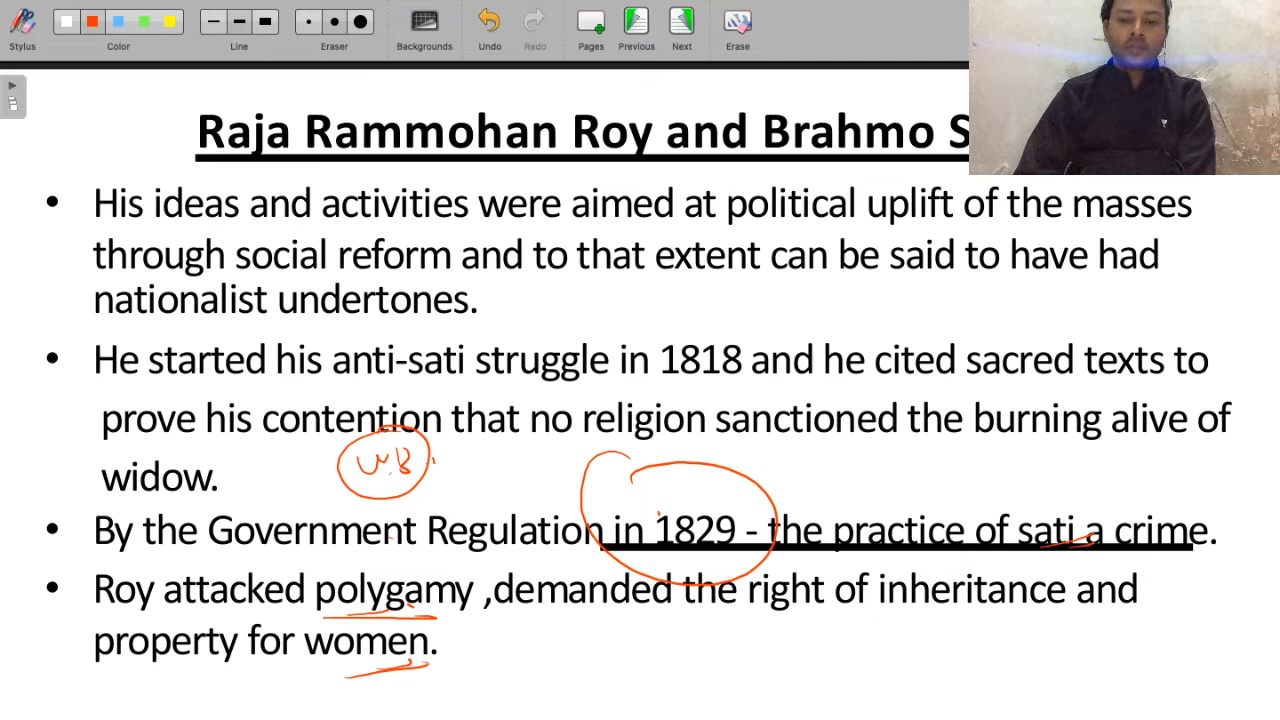 Stylus
Color
Line
Eraser
Backgrounds
Undo
Redo
Pages
Previous
Next
Erase
Raja Rammohan Roy and Brahmo S
• His ideas and activities were aimed at political uplift of the masses
through social reform and to that extent can be said to have had
nationalist undertones.
• He started his anti-sati struggle in 1818 and he cited sacred texts to
prove his contention that no religion sanctioned the burning alive of
widow.
W.B
• By the Government Regulation in 1829 - the practice of sati a crime.
• Roy attacked polygamy ,demanded the right of inheritance and
property for women.